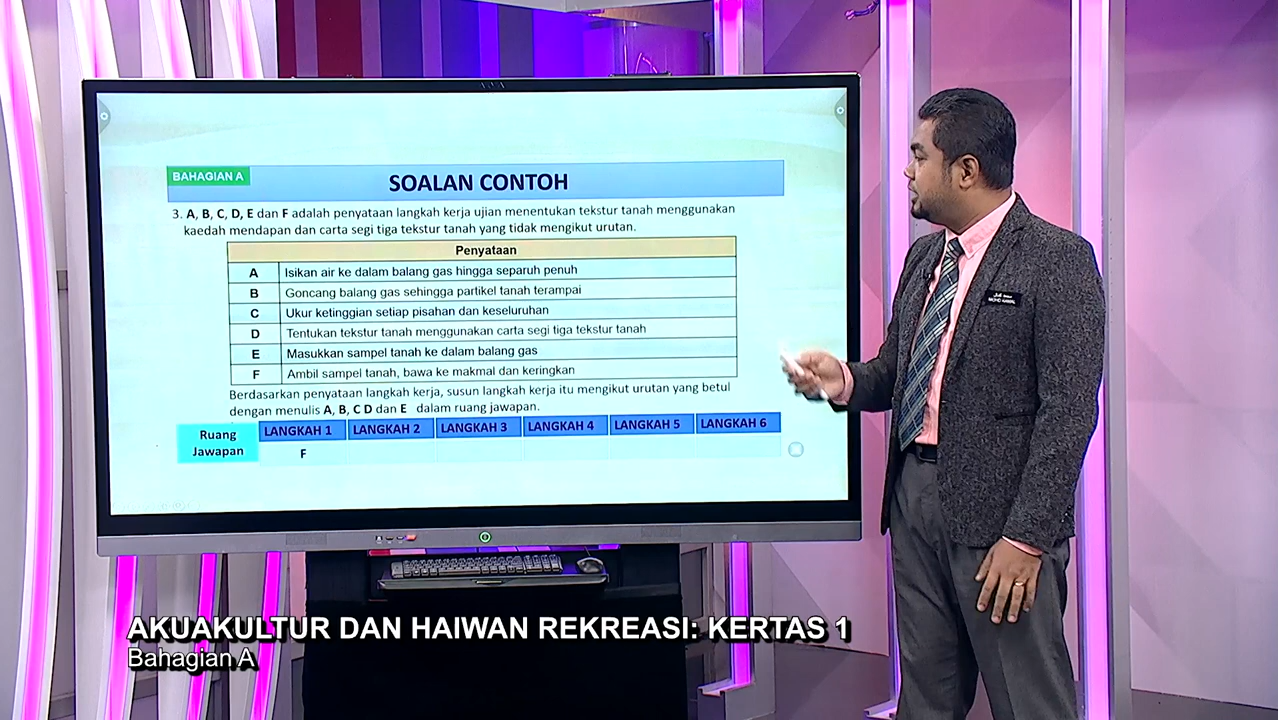 BAHAGIAN A
SOALAN CONTOH
3. A, B, C, D, E dan F adalah penyataan langkah kerja ujian menentukan tekstur tanah menggunakan
kaedah mendapan dan carta segi tiga tekstur tanah yang tidak mengikut urutan.
Penyataan
A Isikan air ke dalam balang gas hingga separuh penuh
B Goncang balang gas sehingga partikel tanah terampai
C Ukur ketinggian setiap pisahan dan keseluruhan
D Tentukan tekstur tanah menggunakan carta segi tiga tekstur tanah
E Masukkan sampel tanah ke dalam balang gas
F Ambil sampel tanah, bawa ke makmal dan keringkan
Berdasarkan penyataan langkah kerja, susun langkah kerja itu mengikut urutan yang betul
dengan menulis A, B, C D dan E dalam ruang jawapan.
Ruang Jawapan LANGKAH 1 LANGKAH 2 LANGKAH 3 LANGKAH 4 LANGKAH 5 LANGKAH 6
F
MOHD KAMAL
AKUAKULTUR DAN HAIWAN REKREASI: KERTAS 1
Bahagian A